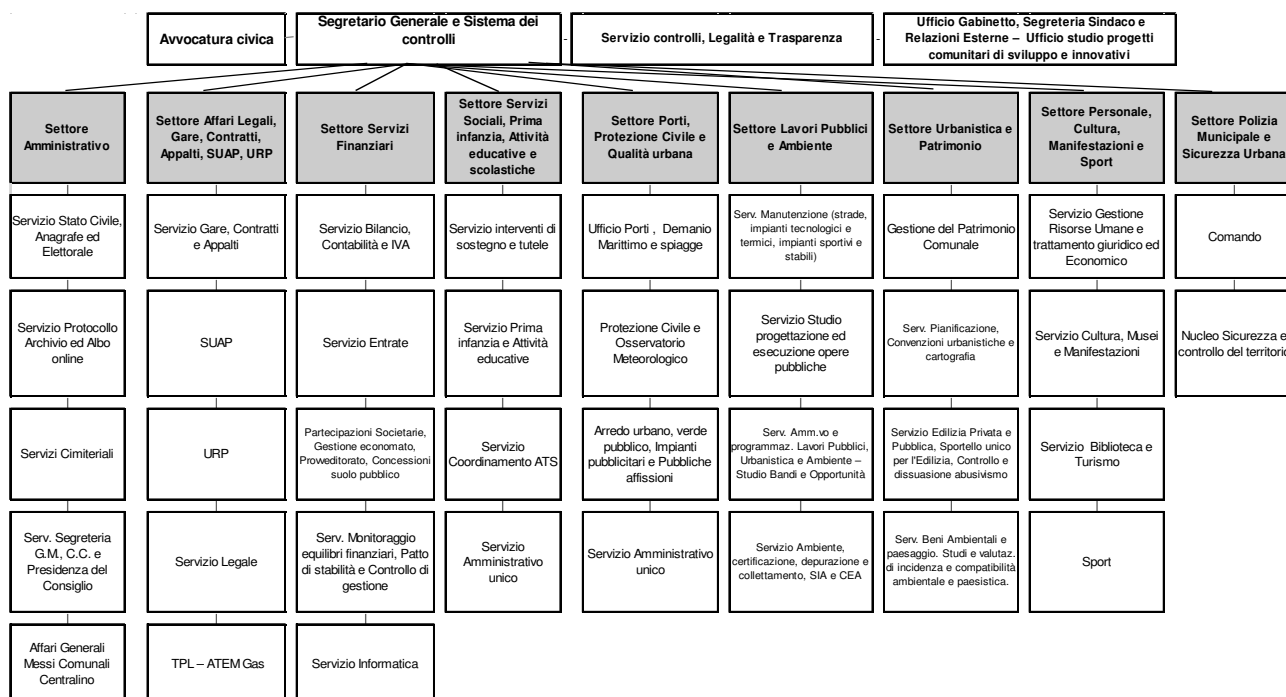 Avvocatura civica
Segretario Generale e Sistema dei
controlli
Servizio controlli, Legalità e Trasparenza
Ufficio Gabinetto, Segreteria Sindaco e
Relazioni Esterne – Ufficio studio progetti
comunitari di sviluppo e innovativi
Settore
Amministrativo
Settore Affari Legali,
Gare, Contratti,
Appalti, SUAP, URP
Settore Servizi
Finanziari
Settore Servizi
Sociali, Prima
infanzia, Attività
educative e
scolastiche
Settore Porti,
Protezione Civile e
Qualità urbana
Settore Lavori Pubblici
e Ambiente
Settore Urbanistica e
Patrimonio
Settore Personale,
Cultura,
Manifestazioni e
Sport
Settore Polizia
Municipale e
Sicurezza Urbana
Servizio Stato Civile,
Anagrafe ed
Elettorale
Servizio Gare, Contratti
e Appalti
Servizio Bilancio,
Contabilità e IVA
Servizio interventi di
sostegno e tutele
Ufficio Porti , Demanio
Marittimo e spiagge
Serv. Manutenzione (strade,
impianti tecnologici e
termici, impianti sportivi e
stabili)
Gestione del Patrimonio
Comunale
Servizio Gestione
Risorse Umane e
trattamento giuridico ed
Economico
Comando
Servizio Protocollo
Archivio ed Albo
online
SUAP
Servizio Entrate
Servizio Prima
infanzia e Attività
educative
Protezione Civile e
Osservatorio
Meteorologico
Servizio Studio
progettazione ed
esecuzione opere
pubbliche
Serv. Pianificazione,
Convenzioni urbanistiche e
cartografia
Servizio Cultura, Musei
e Manifestazioni
Nucleo Sicurezza e
controllo del territorio
Servizi Cimiteriali
URP
Partecipazioni Societarie,
Gestione economato,
Provveditorato, Concessioni
suolo pubblico
Servizio
Coordinamento ATS
Arredo urbano, verde
pubblico, Impianti
pubblicitari e Pubbliche
affissioni
Serv. Amm.vo e
programmaz. Lavori Pubblici,
Urbanistica e Ambiente –
Studio Bandi e Opportunità
Servizio Edilizia Privata e
Pubblica, Sportello unico
per l'Edilizia, Controllo e
dissuasione abusivismo
Servizio Biblioteca e
Turismo
Serv. Segreteria
G.M., C.C. e
Presidenza del
Consiglio
Servizio Legale
Serv. Monitoraggio
equilibri finanziari, Patto
di stabilità e Controllo di
gestione
Servizio
Amministrativo
unico
Servizio Amministrativo
unico
Servizio Ambiente,
certificazione, depurazione e
collettamento, SIA e CEA
Serv. Beni Ambientali e
paesaggio. Studi e valutaz.
di incidenza e compatibilità
ambientale e paesistica.
Sport
Affari Generali
Messi Comunali
Centralino
TPL – ATEM Gas
Servizio Informatica